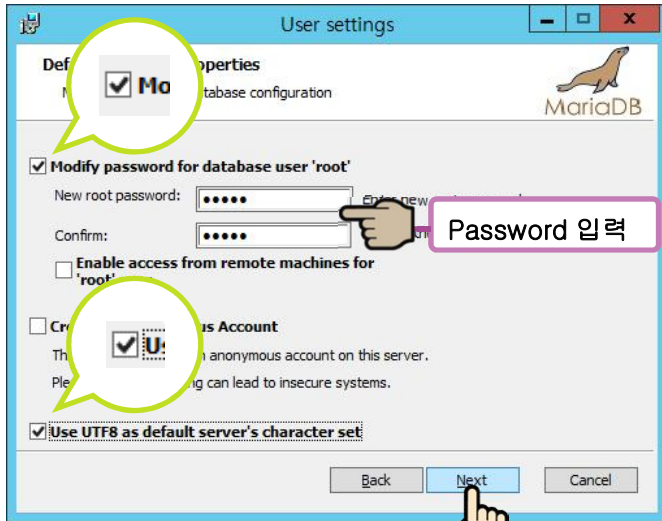 User settings
Def operties
tabase configuration
MariaDB
Mo
Modify password for database user 'root'
New root password:
Password 입력
Confirm:
Enable access from remote machines for
'root'
Cr us Account
Us
Th n anonymous account on this server.
Ple ng can lead to insecure systems.
Use UTF8 as default server's character set
Back Next Cancel